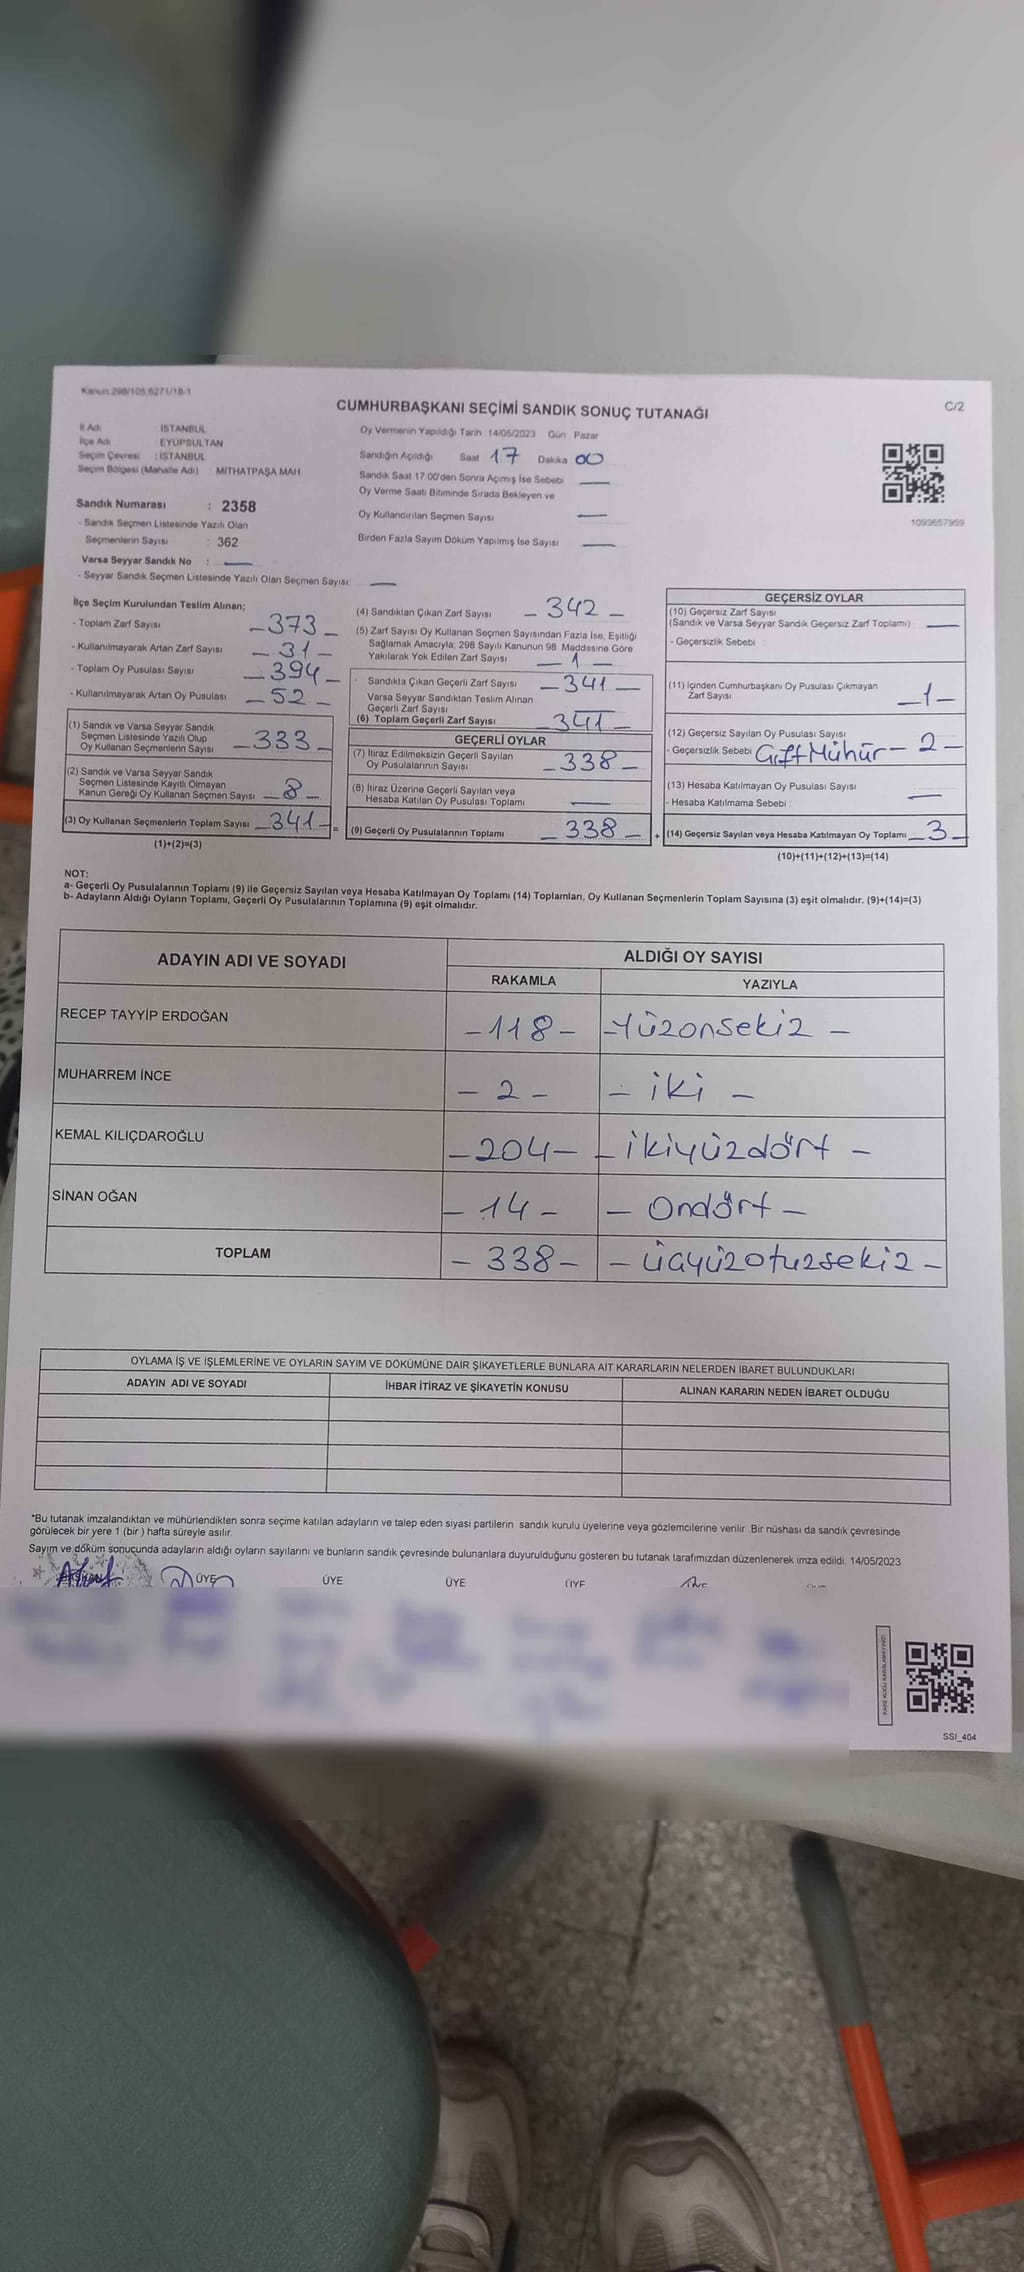 Kanun:298/105;6271/18-1
CUMHURBAŞKANI SEÇİMİ SANDIK SONUÇ TUTANAĞI
C/2
İl Adı : İSTANBUL
İlçe Adı : EYÜPSULTAN
Seçim Çevresi : İSTANBUL
Seçim Bölgesi (Mahalle Adı) : MİTHATPAŞA MAH.
Sandık Numarası : 2358
- Sandık Seçmen Listesinde Yazılı Olan
Seçmenlerin Sayısı : 362
Varsa Seyyar Sandık No : —
- Seyyar Sandık Seçmen Listesinde Yazılı Olan Seçmen Sayısı: —
Oy Vermenin Yapıldığı Tarih :14/05/2023 Gün Pazar
Sandığın Açıldığı Saat 17 Dakika 00
Sandık Saat 17:00'den Sonra Açımış İse Sebebi —
Oy Verme Saati Bitiminde Sırada Bekleyen ve
Oy Kullandırılan Seçmen Sayısı —
Birden Fazla Sayım Döküm Yapılmış İse Sayısı —
1093657959
İlçe Seçim Kurulundan Teslim Alınan;
- Toplam Zarf Sayısı - 373 -
- Kullanılmayarak Artan Zarf Sayısı - 31 -
- Toplam Oy Pusulası Sayısı - 394 -
- Kullanılmayarak Artan Oy Pusulası - 52 -
(1) Sandık ve Varsa Seyyar Sandık
Seçmen Listesinde Yazılı Olup
Oy Kullanan Seçmenlerin Sayısı - 333 -
(2) Sandık ve Varsa Seyyar Sandık
Seçmen Listesinde Kayıtlı Olmayan
Kanun Gereği Oy Kullanan Seçmen Sayısı - 8 -
(3) Oy Kullanan Seçmenlerin Toplam Sayısı - 341 - =
(1)+(2)=(3)
(4) Sandıktan Çıkan Zarf Sayısı - 342 -
(5) Zarf Sayısı Oy Kullanan Seçmen Sayısından Fazla İse, Eşitliği
Sağlamak Amacıyla; 298 Sayılı Kanunun 98. Maddesine Göre
Yakılarak Yok Edilen Zarf Sayısı - 1 -
Sandıkta Çıkan Geçerli Zarf Sayısı - 341 -
Varsa Seyyar Sandıktan Teslim Alınan
Geçerli Zarf Sayısı —
(6) Toplam Geçerli Zarf Sayısı - 341 -
GEÇERLİ OYLAR
(7) İtiraz Edilmeksizin Geçerli Sayılan
Oy Pusulalarının Sayısı - 338 -
(8) İtiraz Üzerine Geçerli Sayılan veya
Hesaba Katılan Oy Pusulası Toplamı —
(9) Geçerli Oy Pusulalarının Toplamı - 338 - +
GEÇERSİZ OYLAR
(10) Geçersiz Zarf Sayısı
(Sandık ve Varsa Seyyar Sandık Geçersiz Zarf Toplamı) —
- Geçersizlik Sebebi :
(11) İçinden Cumhurbaşkanı Oy Pusulası Çıkmayan
Zarf Sayısı - 1 -
(12) Geçersiz Sayılan Oy Pusulası Sayısı
- Geçersizlik Sebebi Çift Mühür - 2 -
(13) Hesaba Katılmayan Oy Pusulası Sayısı —
- Hesaba Katılmama Sebebi :
(14) Geçersiz Sayılan veya Hesaba Katılmayan Oy Toplamı - 3 -
(10)+(11)+(12)+(13)=(14)
NOT:
a- Geçerli Oy Pusulalarının Toplamı (9) ile Geçersiz Sayılan veya Hesaba Katılmayan Oy Toplamı (14) Toplamları, Oy Kullanan Seçmenlerin Toplam Sayısına (3) eşit olmalıdır. (9)+(14)=(3)
b- Adayların Aldığı Oyların Toplamı, Geçerli Oy Pusulalarının Toplamına (9) eşit olmalıdır.
ADAYIN ADI VE SOYADI
ALDIĞI OY SAYISI
RAKAMLA YAZIYLA
RECEP TAYYİP ERDOĞAN - 118 - - Yüzonsekiz -
MUHARREM İNCE - 2 - - iki -
KEMAL KILIÇDAROĞLU - 204 - - ikiyüzdört -
SİNAN OĞAN - 14 - - Ondört -
TOPLAM - 338 - - üçyüzotuzsekiz -
OYLAMA İŞ VE İŞLEMLERİNE VE OYLARIN SAYIM VE DÖKÜMÜNE DAİR ŞİKAYETLERLE BUNLARA AİT KARARLARIN NELERDEN İBARET BULUNDUKLARI
ADAYIN ADI VE SOYADI İHBAR İTİRAZ VE ŞİKAYETİN KONUSU ALINAN KARARIN NEDEN İBARET OLDUĞU
*Bu tutanak imzalandıktan ve mühürlendikten sonra seçime katılan adayların ve talep eden siyasi partilerin sandık kurulu üyelerine veya gözlemcilerine verilir. Bir nüshası da sandık çevresinde
görülecek bir yere 1 (bir ) hafta süreyle asılır.
Sayım ve döküm sonucunda adayların aldığı oyların sayılarını ve bunların sandık çevresinde bulunanlara duyurulduğunu gösteren bu tutanak tarafımızdan düzenlenerek imza edildi. 14/05/2023
BAŞKAN ÜYE ÜYE ÜYE ÜYE
KARE KODU KARALAMAYINIZ!
SSI_404